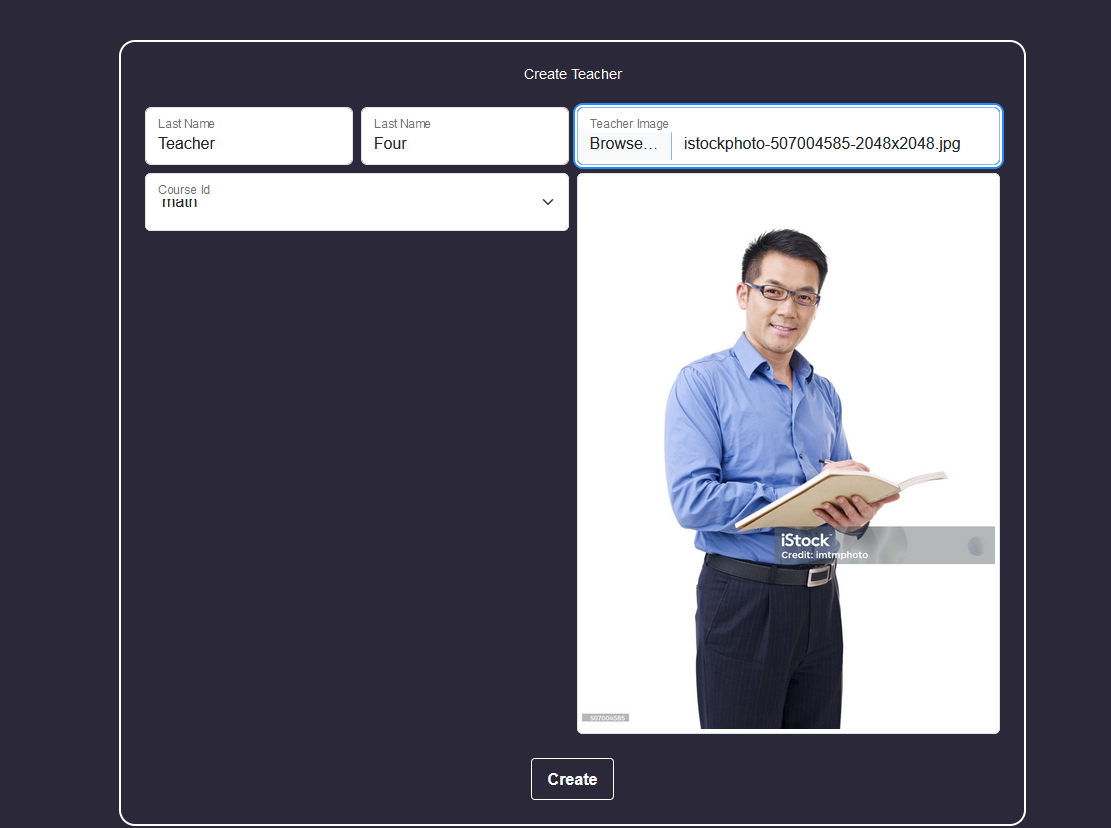 Create Teacher
Last Name
Teacher
Last Name
Four
Teacher Image
Browse... istockphoto-507004585-2048x2048.jpg
Course Id
math
iStock
Credit: imtmphoto
507004585
Create